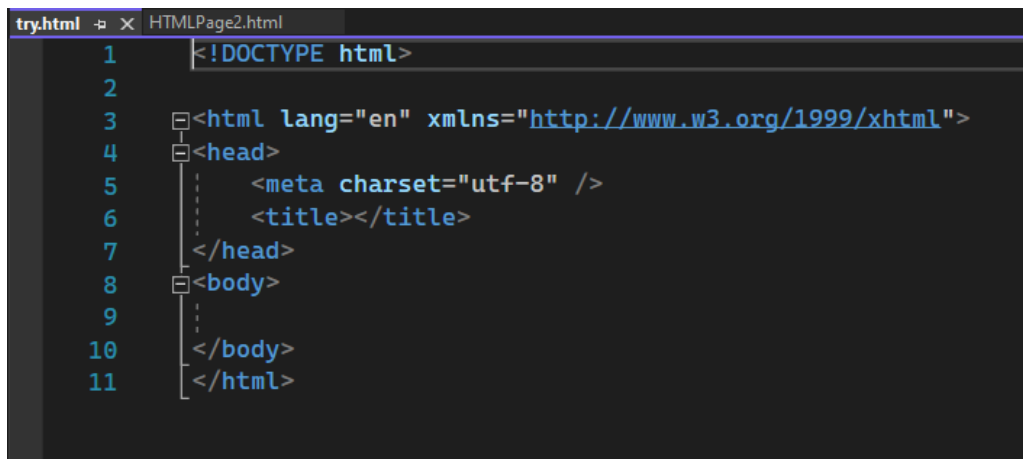 try.html HTMLPage2.html
1 <!DOCTYPE html>
2
3 <html lang="en" xmlns="http://www.w3.org/1999/xhtml">
4 <head>
5 <meta charset="utf-8" />
6 <title></title>
7 </head>
8 <body>
9
10 </body>
11 </html>